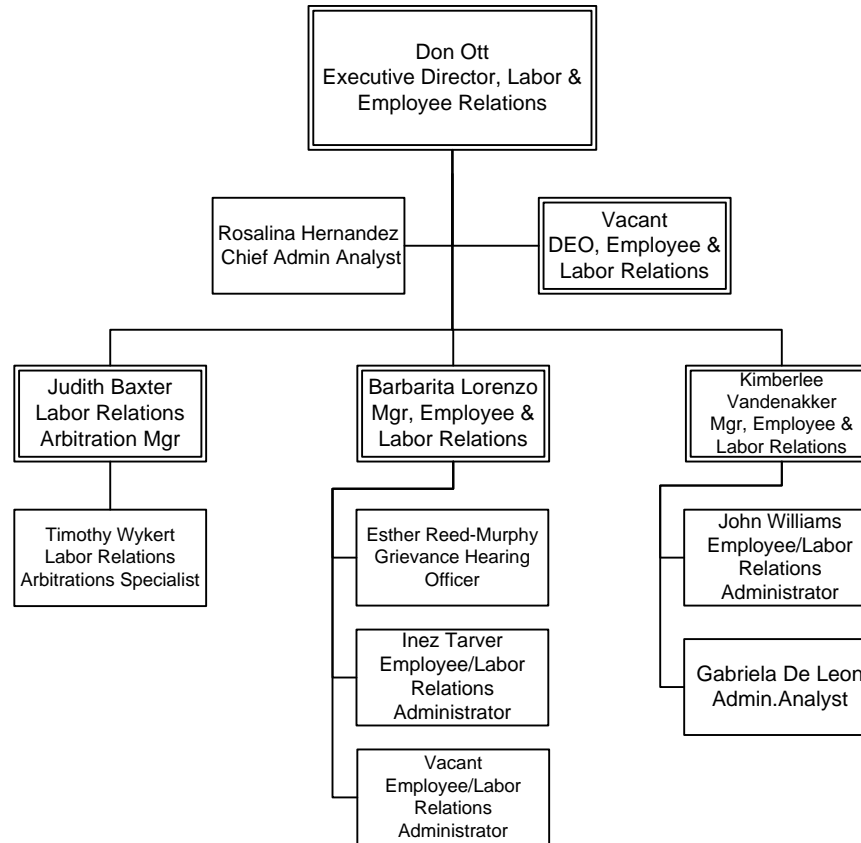 Don Ott
Executive Director, Labor &
Employee Relations
Rosalina Hernandez
Chief Admin Analyst
Vacant
DEO, Employee &
Labor Relations
Judith Baxter
Labor Relations
Arbitration Mgr
Barbarita Lorenzo
Mgr, Employee &
Labor Relations
Kimberlee
Vandenakker
Mgr, Employee &
Labor Relations
Timothy Wykert
Labor Relations
Arbitrations Specialist
Esther Reed-Murphy
Grievance Hearing
Officer
John Williams
Employee/Labor
Relations
Administrator
Inez Tarver
Employee/Labor
Relations
Administrator
Gabriela De Leon
Admin.Analyst
Vacant
Employee/Labor
Relations
Administrator